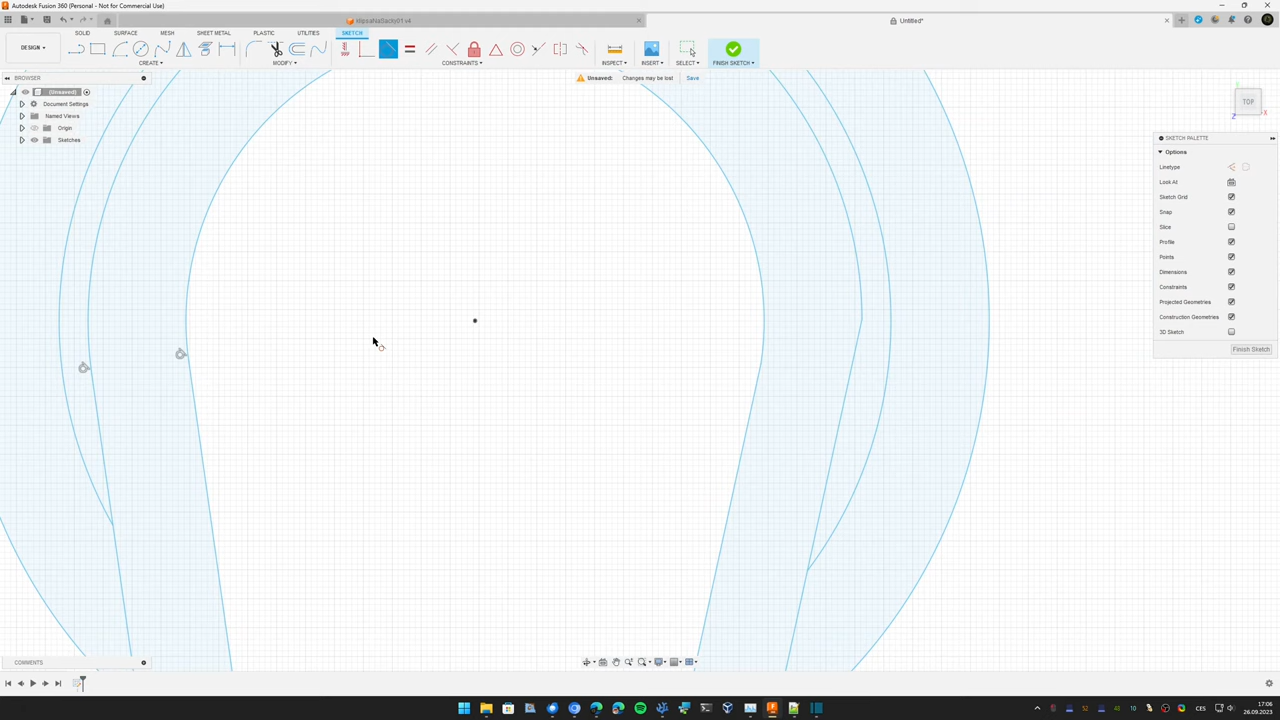 Autodesk Fusion 360 (Personal - Not for Commercial Use)
Untitled*
DESIGN
SOLID SURFACE MESH SHEET METAL PLASTIC UTILITIES SKETCH
CREATE MODIFY CONSTRAINTS INSPECT INSERT SELECT FINISH SKETCH
BROWSER
Unsaved: Changes may be lost Save
(Unsaved)
Document Settings
Named Views
Origin
Sketches
TOP
X
Z
SKETCH PALETTE
Options
Linetype
Look At
Sketch Grid
Snap
Slice
Profile
Points
Dimensions
Constraints
Projected Geometries
Construction Geometries
3D Sketch
Finish Sketch
COMMENTS
17:06
26.09.2023